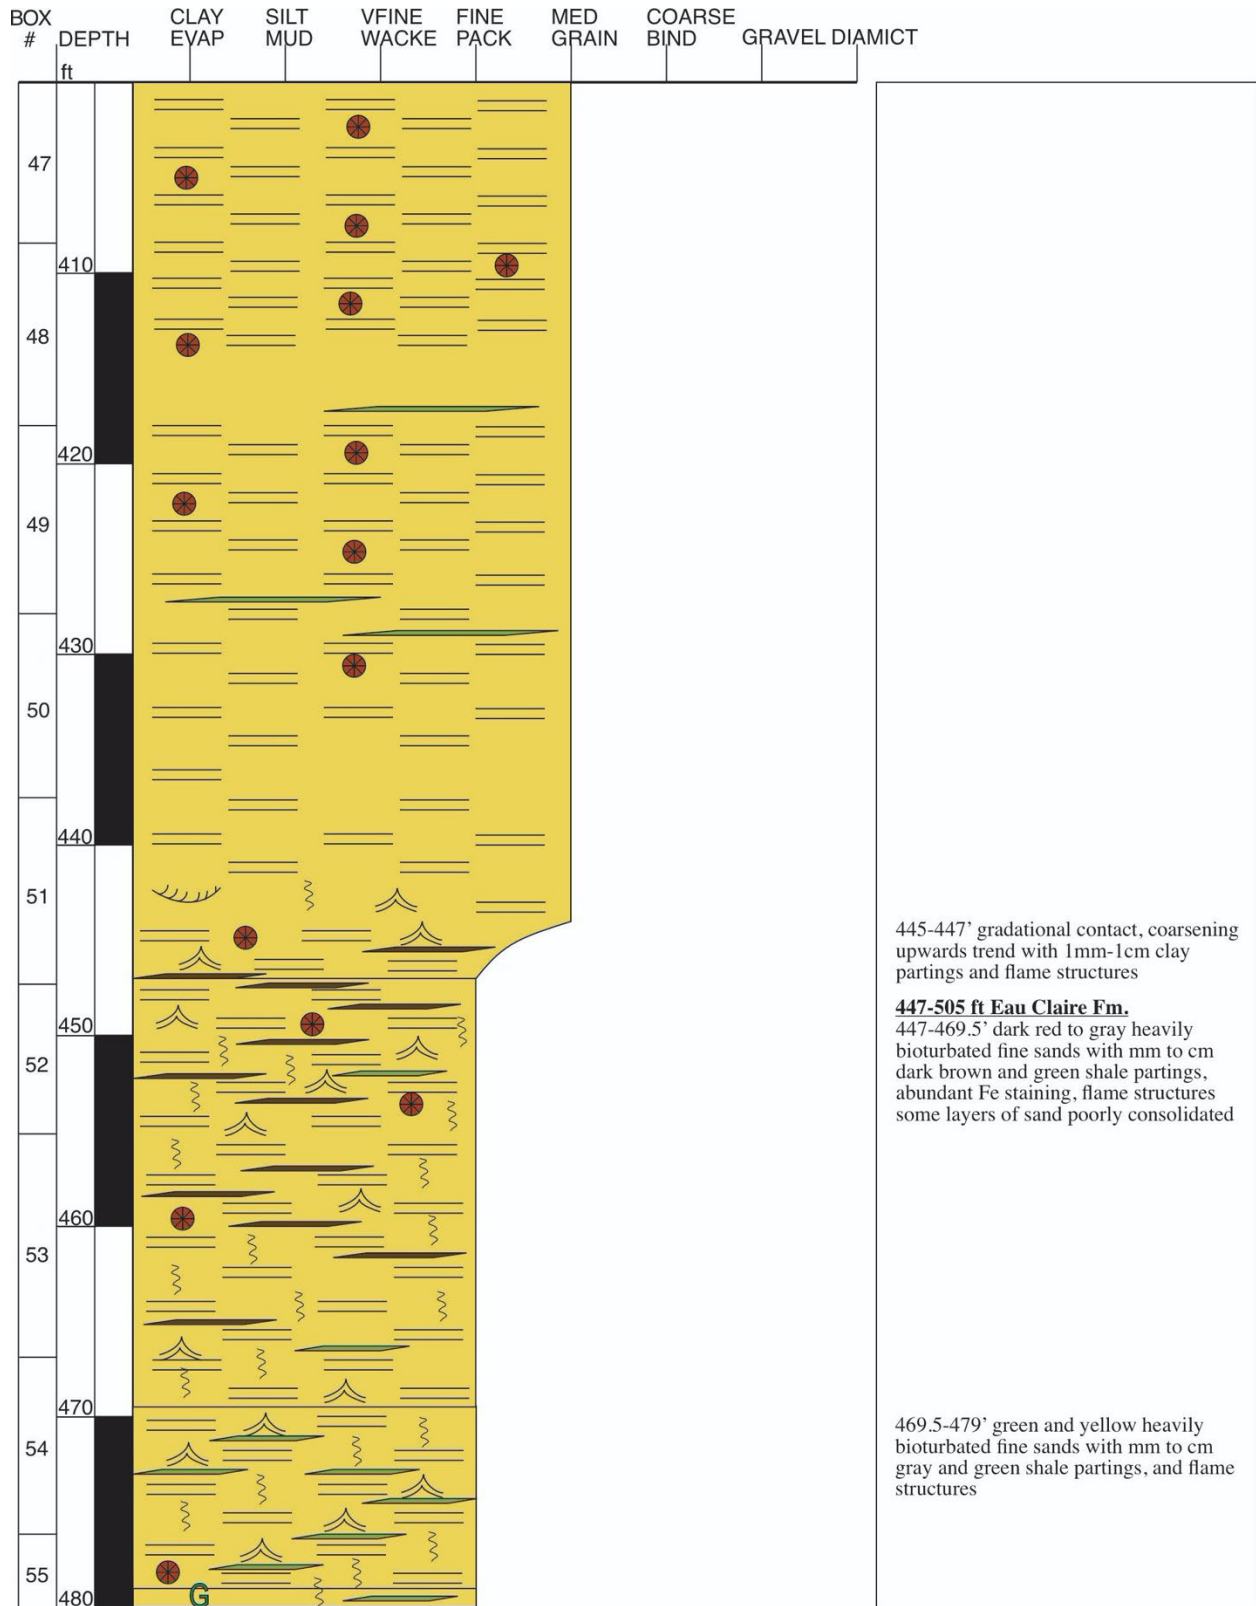 BOX CLAY SILT VFINE FINE MED COARSE
# DEPTH EVAP MUD WACKE PACK GRAIN BIND GRAVEL DIAMICT
ft
47
410
48
420
49
430
50
440
51
445-447’ gradational contact, coarsening
upwards trend with 1mm-1cm clay
partings and flame structures
447-505 ft Eau Claire Fm.
447-469.5’ dark red to gray heavily
bioturbated fine sands with mm to cm
dark brown and green shale partings,
abundant Fe staining, flame structures
some layers of sand poorly consolidated
450
52
460
53
470
469.5-479’ green and yellow heavily
bioturbated fine sands with mm to cm
gray and green shale partings, and flame
structures
54
55
G
480